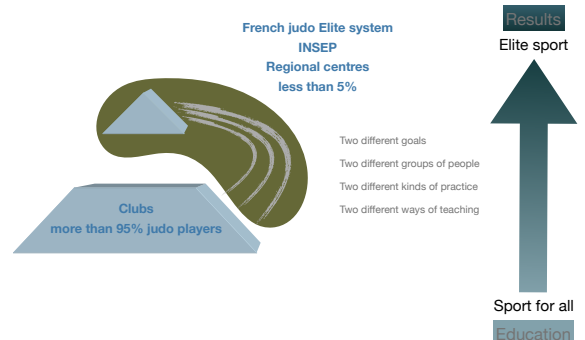 French judo Elite system
INSEP
Regional centres
less than 5%
Results
Elite sport
Two different goals
Two different groups of people
Two different kinds of practice
Two different ways of teaching
Clubs
more than 95% judo players
Sport for all
Education